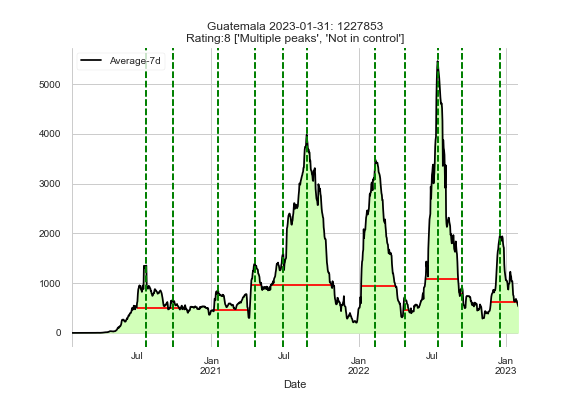 Guatemala 2023-01-31: 1227853
Rating:8 ['Multiple peaks', 'Not in control']
Average-7d
5000
4000
3000
2000
1000
0
Jul
Jan
2021
Jul
Jan
2022
Jul
Jan
2023
Date